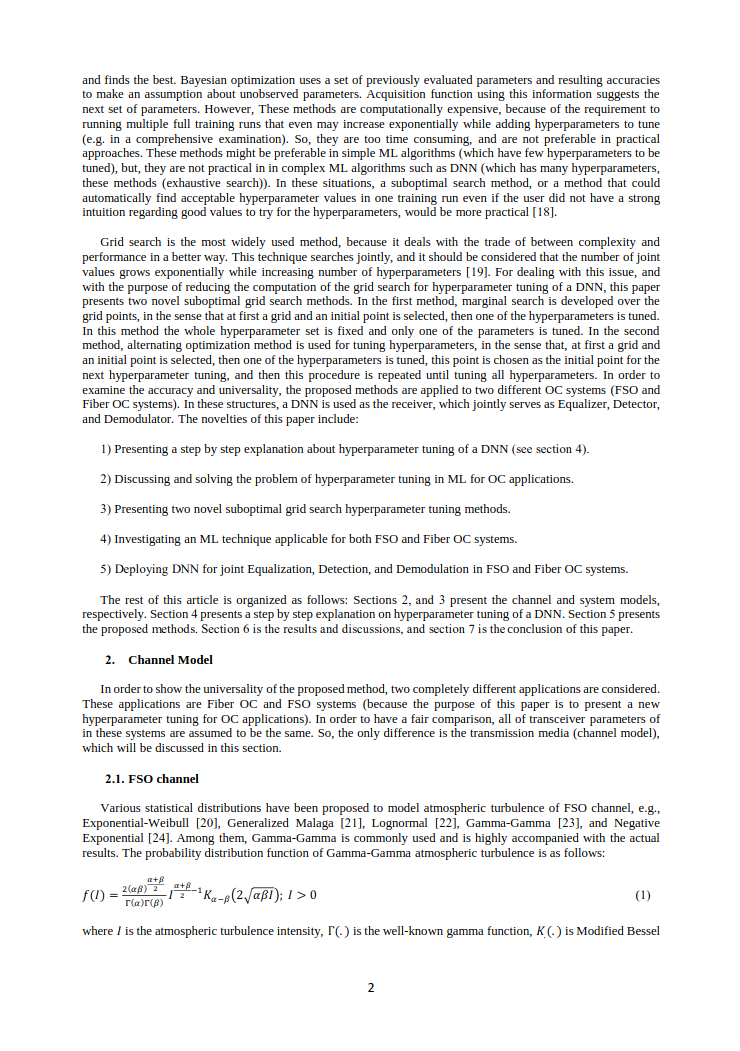 and finds the best. Bayesian optimization uses a set of previously evaluated parameters and resulting accuracies
to make an assumption about unobserved parameters. Acquisition function using this information suggests the
next set of parameters. However, These methods are computationally expensive, because of the requirement to
running multiple full training runs that even may increase exponentially while adding hyperparameters to tune
(e.g. in a comprehensive examination). So, they are too time consuming, and are not preferable in practical
approaches. These methods might be preferable in simple ML algorithms (which have few hyperparameters to be
tuned), but, they are not practical in in complex ML algorithms such as DNN (which has many hyperparameters,
these methods (exhaustive search)). In these situations, a suboptimal search method, or a method that could
automatically find acceptable hyperparameter values in one training run even if the user did not have a strong
intuition regarding good values to try for the hyperparameters, would be more practical [18].
Grid search is the most widely used method, because it deals with the trade of between complexity and
performance in a better way. This technique searches jointly, and it should be considered that the number of joint
values grows exponentially while increasing number of hyperparameters [19]. For dealing with this issue, and
with the purpose of reducing the computation of the grid search for hyperparameter tuning of a DNN, this paper
presents two novel suboptimal grid search methods. In the first method, marginal search is developed over the
grid points, in the sense that at first a grid and an initial point is selected, then one of the hyperparameters is tuned.
In this method the whole hyperparameter set is fixed and only one of the parameters is tuned. In the second
method, alternating optimization method is used for tuning hyperparameters, in the sense that, at first a grid and
an initial point is selected, then one of the hyperparameters is tuned, this point is chosen as the initial point for the
next hyperparameter tuning, and then this procedure is repeated until tuning all hyperparameters. In order to
examine the accuracy and universality, the proposed methods are applied to two different OC systems (FSO and
Fiber OC systems). In these structures, a DNN is used as the receiver, which jointly serves as Equalizer, Detector,
and Demodulator. The novelties of this paper include:
1) Presenting a step by step explanation about hyperparameter tuning of a DNN (see section 4).
2) Discussing and solving the problem of hyperparameter tuning in ML for OC applications.
3) Presenting two novel suboptimal grid search hyperparameter tuning methods.
4) Investigating an ML technique applicable for both FSO and Fiber OC systems.
5) Deploying DNN for joint Equalization, Detection, and Demodulation in FSO and Fiber OC systems.
The rest of this article is organized as follows: Sections 2, and 3 present the channel and system models,
respectively. Section 4 presents a step by step explanation on hyperparameter tuning of a DNN. Section 5 presents
the proposed methods. Section 6 is the results and discussions, and section 7 is the conclusion of this paper.
2. Channel Model
In order to show the universality of the proposed method, two completely different applications are considered.
These applications are Fiber OC and FSO systems (because the purpose of this paper is to present a new
hyperparameter tuning for OC applications). In order to have a fair comparison, all of transceiver parameters of
in these systems are assumed to be the same. So, the only difference is the transmission media (channel model),
which will be discussed in this section.
2.1. FSO channel
Various statistical distributions have been proposed to model atmospheric turbulence of FSO channel, e.g.,
Exponential-Weibull [20], Generalized Malaga [21], Lognormal [22], Gamma-Gamma [23], and Negative
Exponential [24]. Among them, Gamma-Gamma is commonly used and is highly accompanied with the actual
results. The probability distribution function of Gamma-Gamma atmospheric turbulence is as follows:
f(I) = \frac{2(αβ)^{\frac{α+β}{2}}}{Γ(α)Γ(β)} I^{\frac{α+β}{2}-1} K_{α-β}(2\sqrt{αβI}); I > 0 (1)
where I is the atmospheric turbulence intensity, Γ(. ) is the well-known gamma function, K.(. ) is Modified Bessel
2